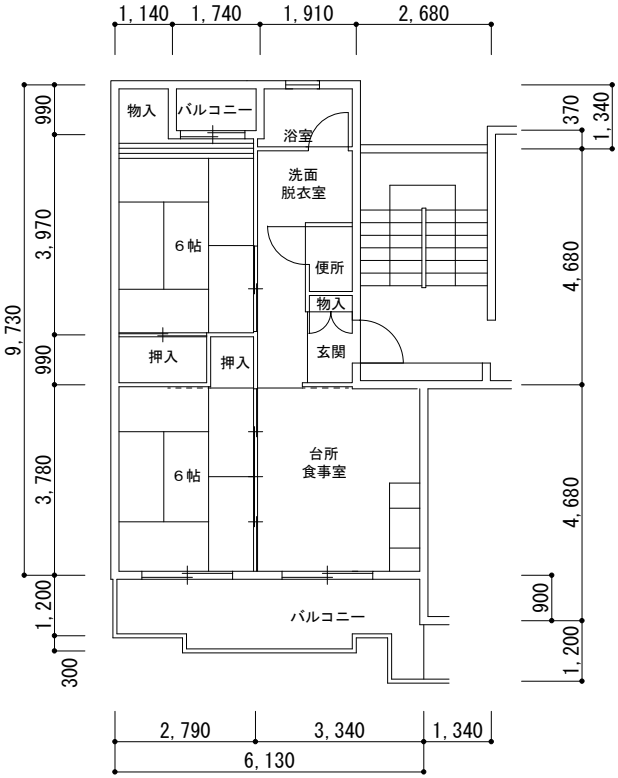 1,140
1,740
1,910
2,680
990
3,970
990
3,780
1,200
300
9,730
370
1,340
4,680
4,680
900
1,200
物入
バルコニー
浴室
洗面
脱衣室
6帖
便所
物入
玄関
押入
押入
6帖
台所
食事室
バルコニー
2,790
3,340
1,340
6,130